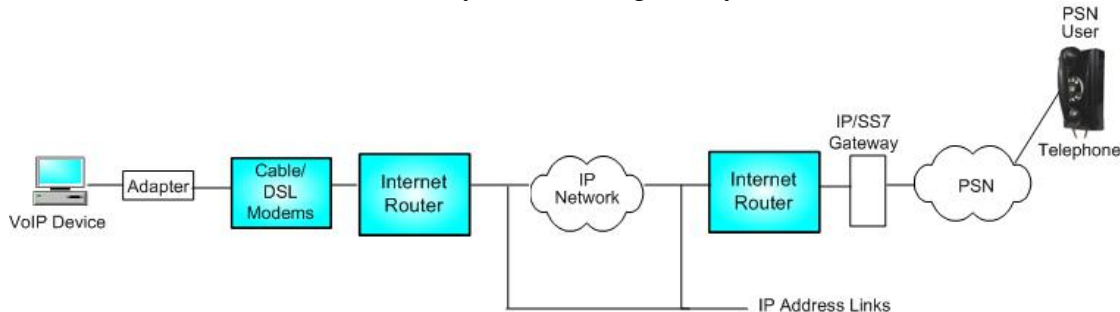 PSN
User
Telephone
IP/SS7
Gateway
VoIP Device
Adapter
Cable/
DSL
Modems
Internet
Router
IP
Network
Internet
Router
PSN
IP Address Links